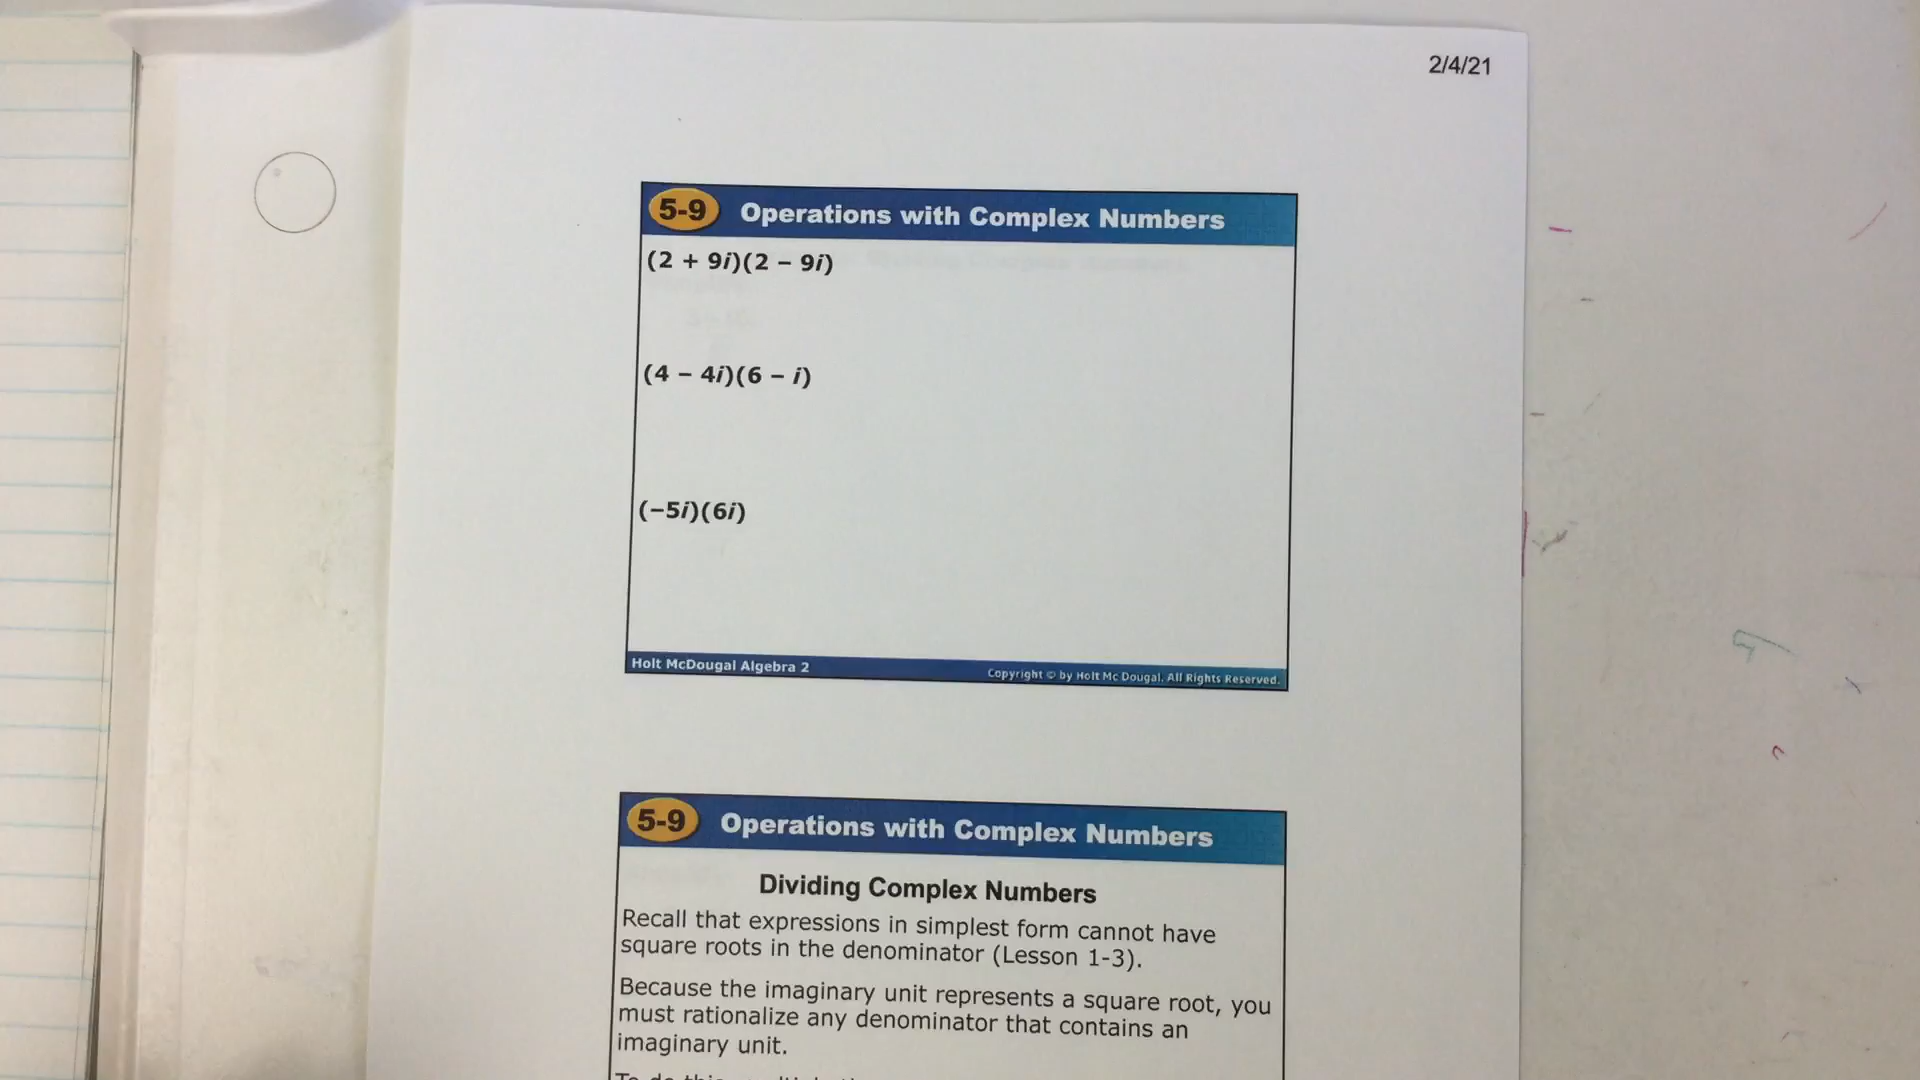 2/4/21
5-9 Operations with Complex Numbers
(2 + 9i)(2 − 9i)
(4 − 4i)(6 − i)
(−5i)(6i)
Holt McDougal Algebra 2
Copyright © by Holt Mc Dougal. All Rights Reserved.
5-9 Operations with Complex Numbers
Dividing Complex Numbers
Recall that expressions in simplest form cannot have
square roots in the denominator (Lesson 1-3).
Because the imaginary unit represents a square root, you
must rationalize any denominator that contains an
imaginary unit.